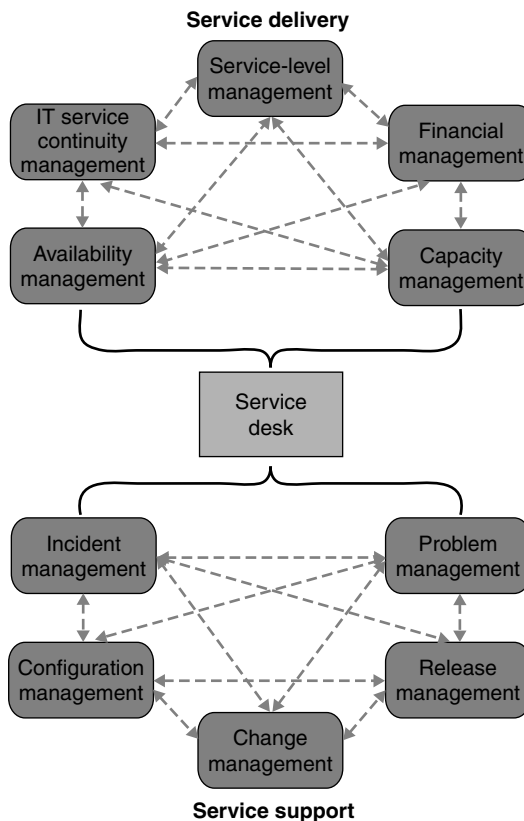 Service delivery
Service-level
management
IT service
continuity
management
Financial
management
Availability
management
Capacity
management
Service
desk
Incident
management
Problem
management
Configuration
management
Release
management
Change
management
Service support